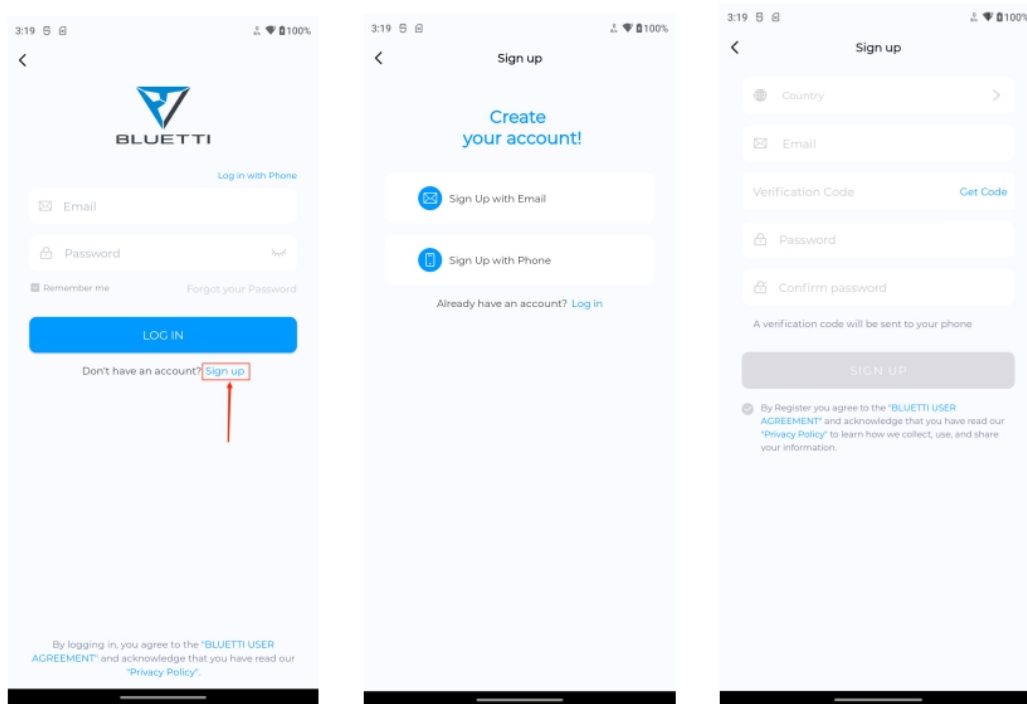 3:19
100%
BLUETTI
Log in with Phone
Email
Password
Remember me
Forgot your Password
LOG IN
Don't have an account? Sign up
By logging in, you agree to the "BLUETTI USER
AGREEMENT" and acknowledge that you have read our
"Privacy Policy".
3:19
100%
Sign up
Create
your account!
Sign Up with Email
Sign Up with Phone
Already have an account? Log in
3:19
100%
Sign up
Country
Email
Verification Code
Get Code
Password
Confirm password
A verification code will be sent to your phone
SIGN UP
By Register you agree to the "BLUETTI USER
AGREEMENT" and acknowledge that you have read our
"Privacy Policy" to learn how we collect, use, and share
your information.